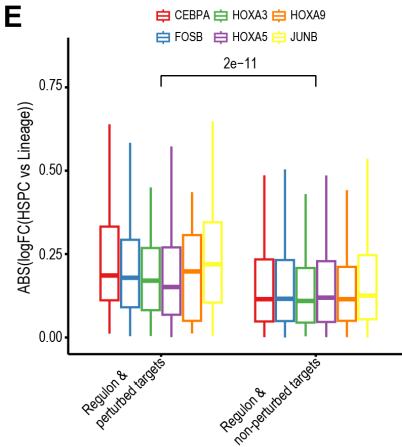 E
CEBPA HOXA3 HOXA9
FOSB HOXA5 JUNB
2e−11
ABS(logFC(HSPC vs Lineage))
0.75
0.50
0.25
0.00
Regulon &
perturbed targets
Regulon &
non−perturbed targets